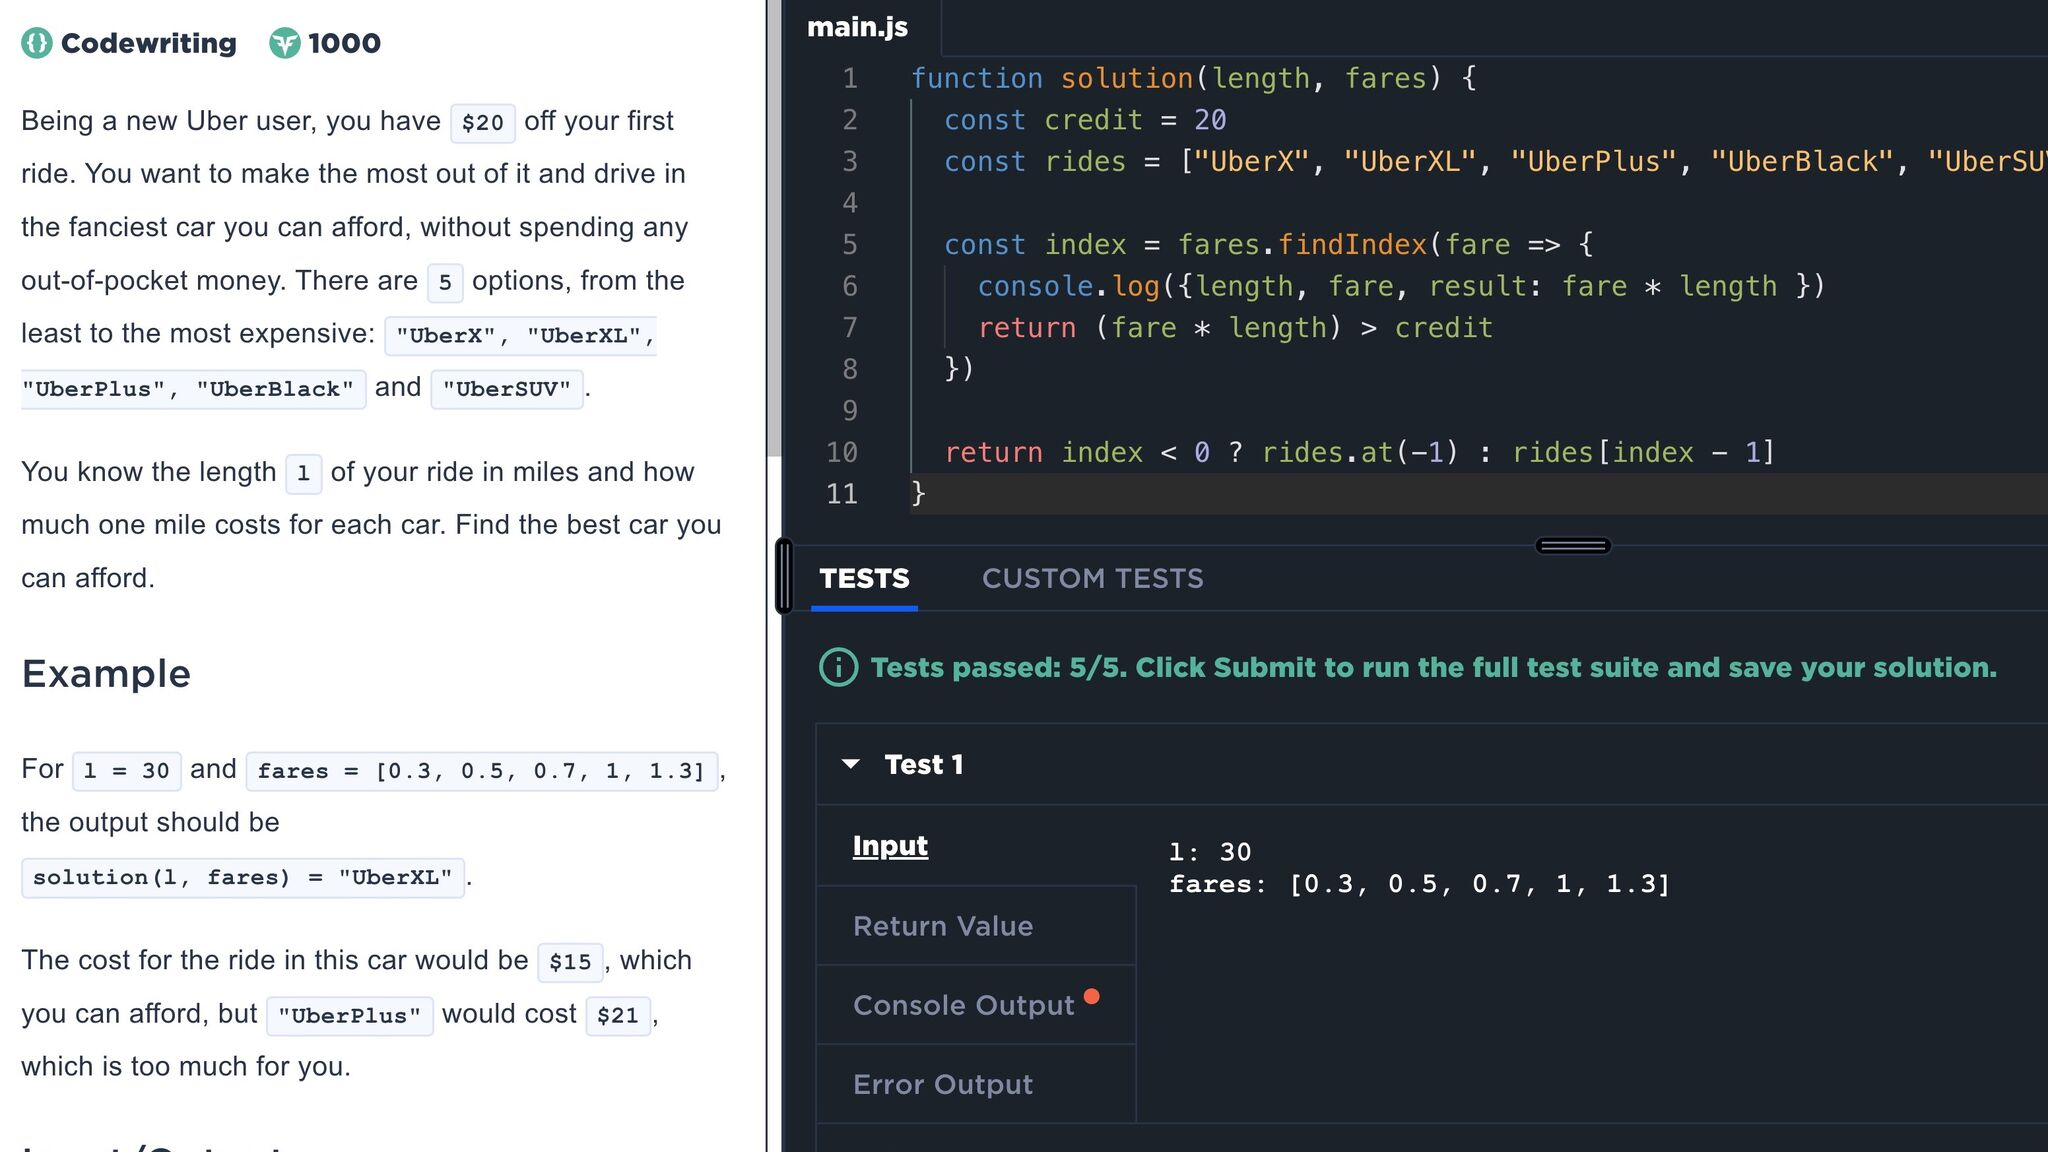 Codewriting 1000
Being a new Uber user, you have $20 off your first
ride. You want to make the most out of it and drive in
the fanciest car you can afford, without spending any
out-of-pocket money. There are 5 options, from the
least to the most expensive: "UberX", "UberXL",
"UberPlus", "UberBlack" and "UberSUV".
You know the length l of your ride in miles and how
much one mile costs for each car. Find the best car you
can afford.
Example
For l = 30 and fares = [0.3, 0.5, 0.7, 1, 1.3],
the output should be
solution(l, fares) = "UberXL".
The cost for the ride in this car would be $15, which
you can afford, but "UberPlus" would cost $21,
which is too much for you.
main.js
1 function solution(length, fares) {
2 const credit = 20
3 const rides = ["UberX", "UberXL", "UberPlus", "UberBlack", "UberSU
4
5 const index = fares.findIndex(fare => {
6 console.log({length, fare, result: fare * length })
7 return (fare * length) > credit
8 })
9
10 return index < 0 ? rides.at(-1) : rides[index - 1]
11 }
TESTS CUSTOM TESTS
Tests passed: 5/5. Click Submit to run the full test suite and save your solution.
Test 1
Input
l: 30
fares: [0.3, 0.5, 0.7, 1, 1.3]
Return Value
Console Output
Error Output